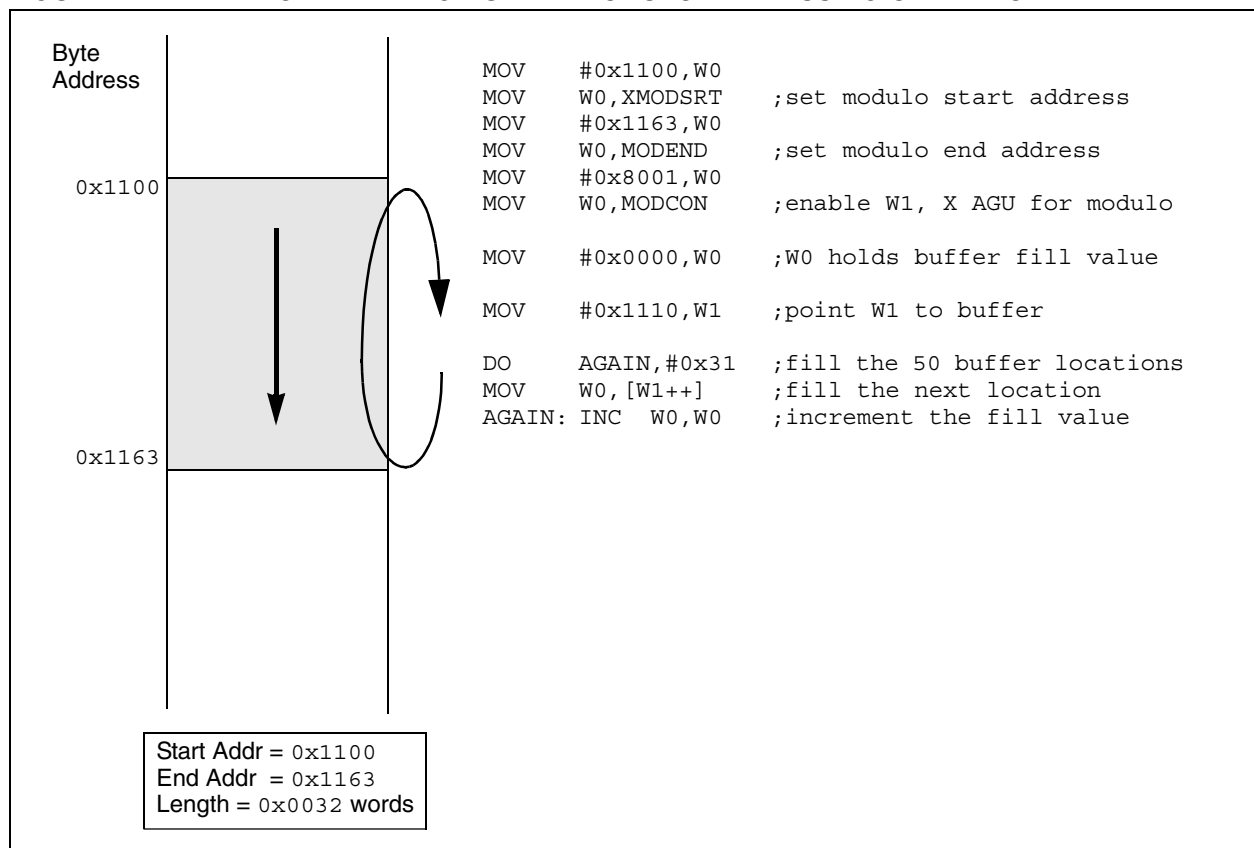 Byte
Address
0x1100
0x1163
MOV #0x1100,W0
MOV W0,XMODSRT ;set modulo start address
MOV #0x1163,W0
MOV W0,MODEND ;set modulo end address
MOV #0x8001,W0
MOV W0,MODCON ;enable W1, X AGU for modulo
MOV #0x0000,W0 ;W0 holds buffer fill value
MOV #0x1110,W1 ;point W1 to buffer
DO AGAIN,#0x31 ;fill the 50 buffer locations
MOV W0,[W1++] ;fill the next location
AGAIN: INC W0,W0 ;increment the fill value
Start Addr = 0x1100
End Addr = 0x1163
Length = 0x0032 words